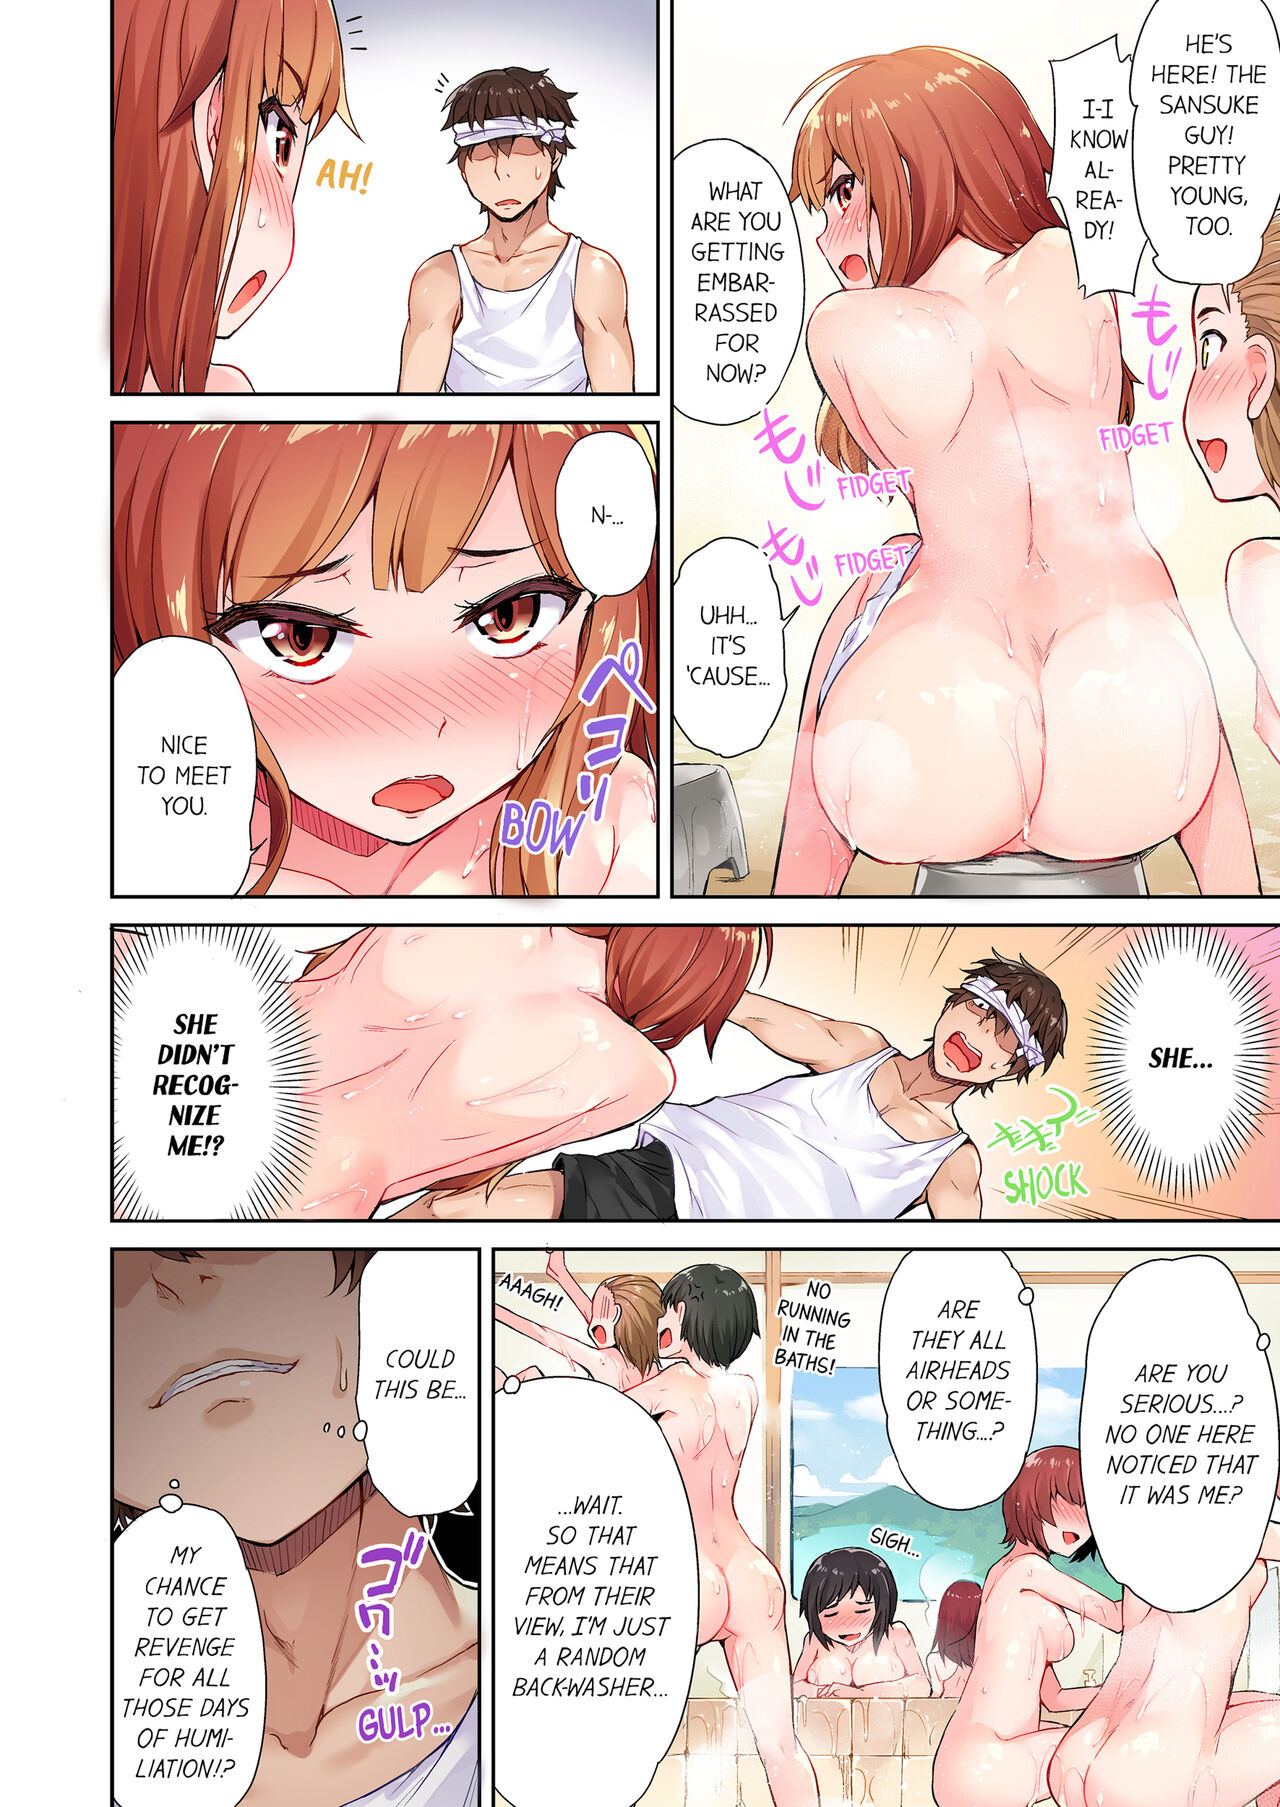 HE'S
HERE! THE
SANSUKE
GUY!
PRETTY
YOUNG,
TOO.
I-I
KNOW
AL-
REA-
DY!
もじ
FIDGET
WHAT
ARE YOU
GETTING
EMBAR-
RASSED
FOR
NOW?
もじ
FIDGET
もじ
FIDGET
UHH...
IT'S
'CAUSE...
AH!
N-...
NICE
TO MEET
YOU.
ペコッ
BOW
SHE...
SHOCK
SHE
DIDN'T
RECOG-
NIZE
ME!?
ARE YOU
SERIOUS...?
NO ONE HERE
NOTICED THAT
IT WAS ME?
ARE
THEY ALL
AIRHEADS
OR SOME-
THING...?
NO
RUNNING
IN THE
BATHS!
AAAGH!
SIGH...
...WAIT.
SO THAT
MEANS THAT
FROM THEIR
VIEW, I'M JUST
A RANDOM
BACK-WASHER...
COULD
THIS BE...
MY
CHANCE
TO GET
REVENGE
FOR ALL
THOSE DAYS
OF HUMI-
LIATION!?
ゴクッ…
GULP...